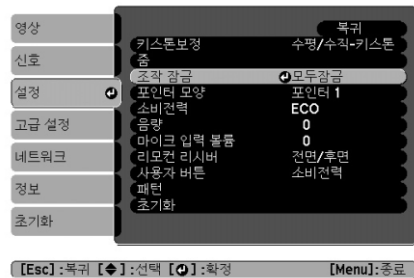 영상
신호
설정
고급 설정
네트워크
정보
초기화
복귀
키스톤보정 수평/수직-키스톤
줌
조작 잠금 모두잠금
포인터 모양 포인터 1
소비전력 ECO
음량 0
마이크 입력 볼륨 0
리모컨 리시버 전면/후면
사용자 버튼 소비전력
패턴
초기화
[Esc] :복귀 [◆] :선택 [⏎] :확정 [Menu]:종료